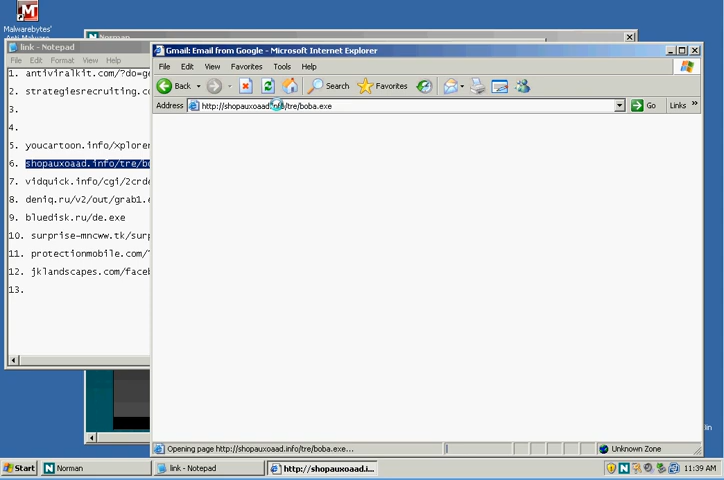 Malwarebytes'
Norman
link - Notepad
File Edit Format View Help
1. antiviralkit.com/?do=ge
2. strategiesrecruting.co
3.
4.
5. youcartoon.info/xplorer
6. shopauxoaad.info/tre/bo
7. vidquick.info/cgi/2crde
8. deniq.ru/v2/out/grab1.e
9. bluedisk.ru/de.exe
10. surprise-mncww.tk/surp
11. protectionmobile.com/
12. jklandscapes.com/faceb
13.
Gmail: Email from Google - Microsoft Internet Explorer
File Edit View Favorites Tools Help
Back Search Favorites
Address http://shopauxoaad.info/tre/boba.exe Go Links »
Opening page http://shopauxoaad.info/tre/boba.exe... Unknown Zone
Start Norman link - Notepad http://shopauxoaad.i... 11:39 AM